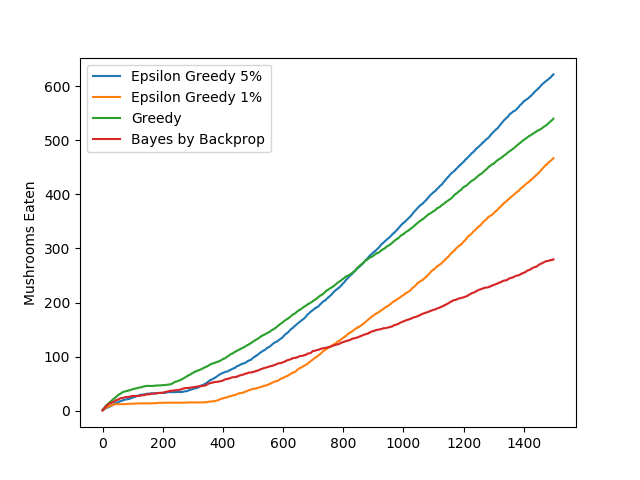 Epsilon Greedy 5%
Epsilon Greedy 1%
Greedy
Bayes by Backprop
Mushrooms Eaten
600
500
400
300
200
100
0
0 200 400 600 800 1000 1200 1400